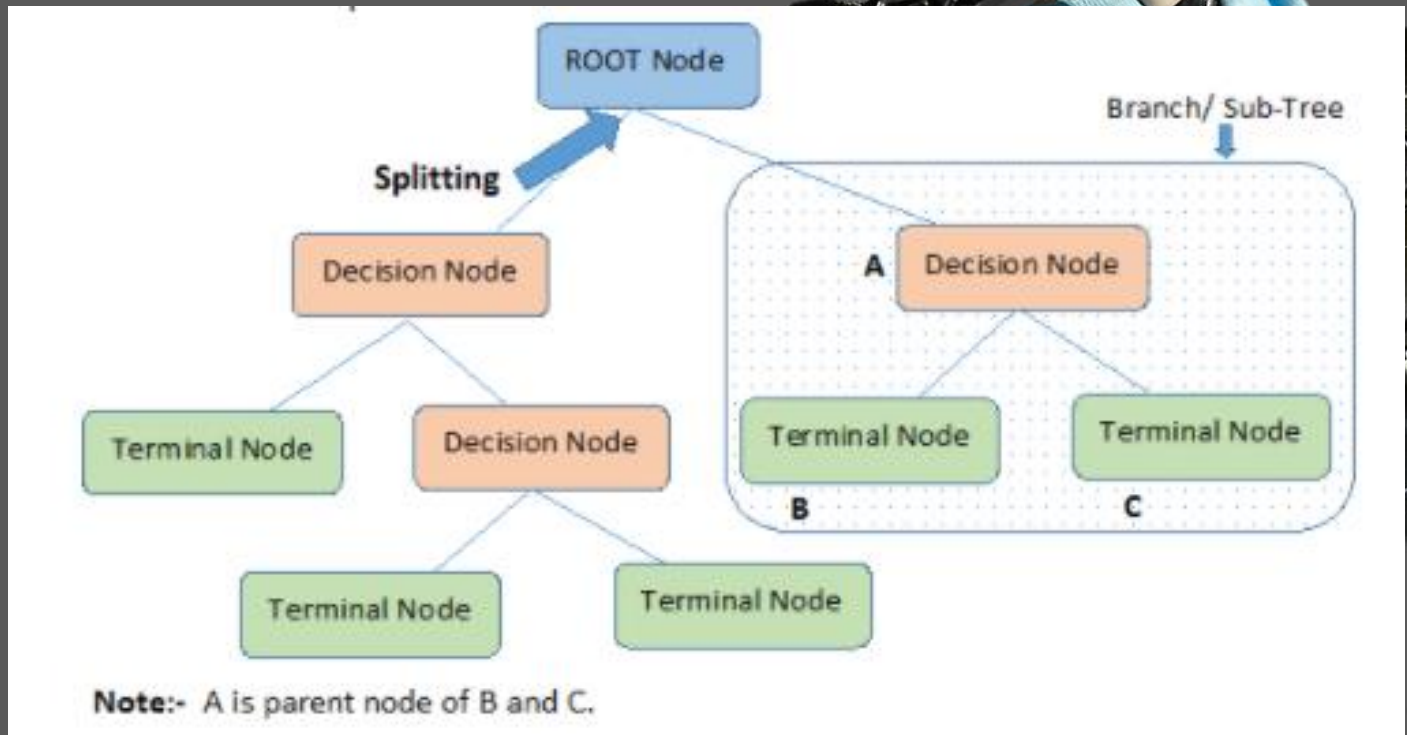 ROOT Node
Branch/ Sub-Tree
Splitting
Decision Node
A
Decision Node
Terminal Node
Decision Node
Terminal Node
Terminal Node
B
C
Terminal Node
Terminal Node
Note:- A is parent node of B and C.